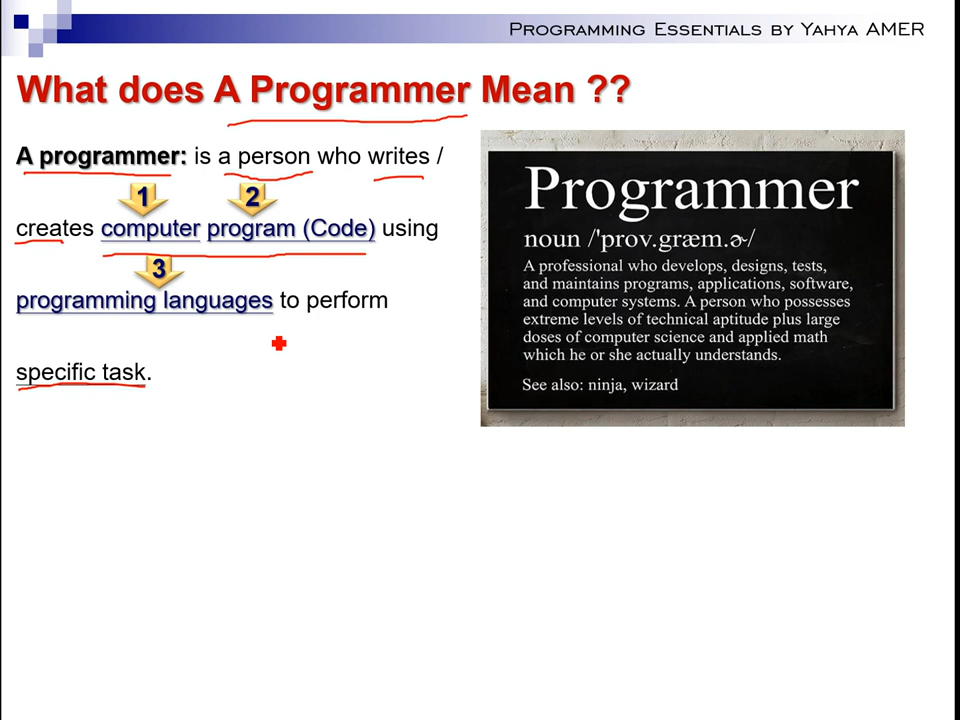 PROGRAMMING ESSENTIALS BY YAHYA AMER
What does A Programmer Mean ??
A programmer: is a person who writes /
1 2
creates computer program (Code) using
3
programming languages to perform
specific task.
Programmer
noun /'prov.græm.ɚ/
A professional who develops, designs, tests,
and maintains programs, applications, software,
and computer systems. A person who possesses
extreme levels of technical aptitude plus large
doses of computer science and applied math
which he or she actually understands.
See also: ninja, wizard